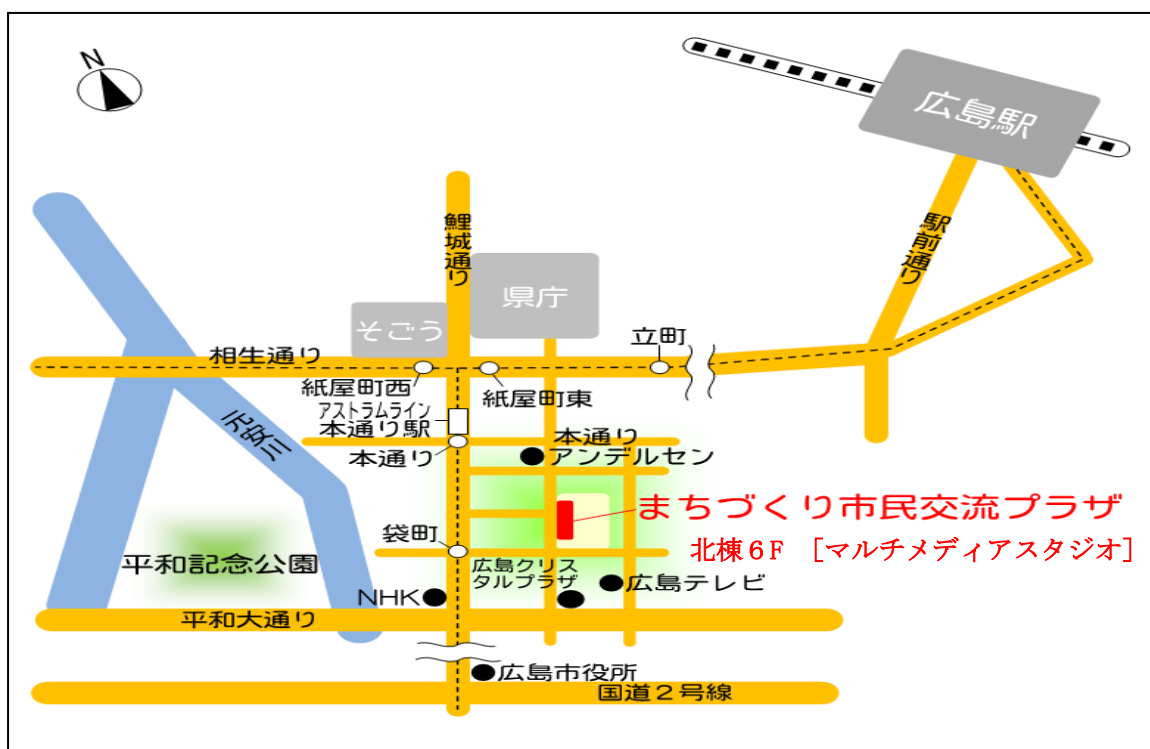 N
広島駅
鯉城通り
駅前通り
県庁
そごう
立町
相生通り
紙屋町西
紙屋町東
アストラムライン
本通り駅
本通り
本通り
アンデルセン
元安川
まちづくり市民交流プラザ
北棟6F [マルチメディアスタジオ]
袋町
平和記念公園
広島クリス
タルプラザ
広島テレビ
NHK
平和大通り
広島市役所
国道2号線